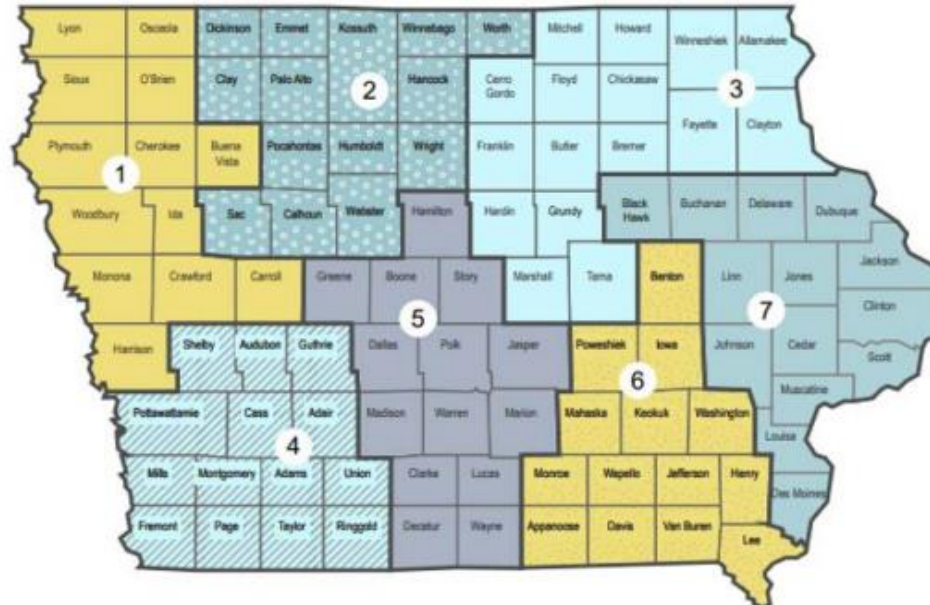 Lyon Osceola Dickinson Emmet Kossuth Winnebago Worth Mitchell Howard Winneshiek Allamakee
Sioux O'Brien Clay Palo Alto 2 Hancock Cerro Gordo Floyd Chickasaw 3
Plymouth Cherokee Buena Vista Pocahontas Humboldt Wright Franklin Butler Bremer Fayette Clayton
1
Woodbury Ida Sac Calhoun Webster Hamilton Hardin Grundy Black Hawk Buchanan Delaware Dubuque
Monona Crawford Carroll Greene Boone Story Marshall Tama Benton Linn Jones Jackson
5 7
Clinton
Harrison Shelby Audubon Guthrie Dallas Polk Jasper Poweshiek Iowa Johnson Cedar Scott
6
Muscatine
Pottawattamie Cass Adair Madison Warren Marion Mahaska Keokuk Washington
4 Louisa
Mills Montgomery Adams Union Clarke Lucas Monroe Wapello Jefferson Henry Des Moines
Fremont Page Taylor Ringgold Decatur Wayne Appanoose Davis Van Buren Lee